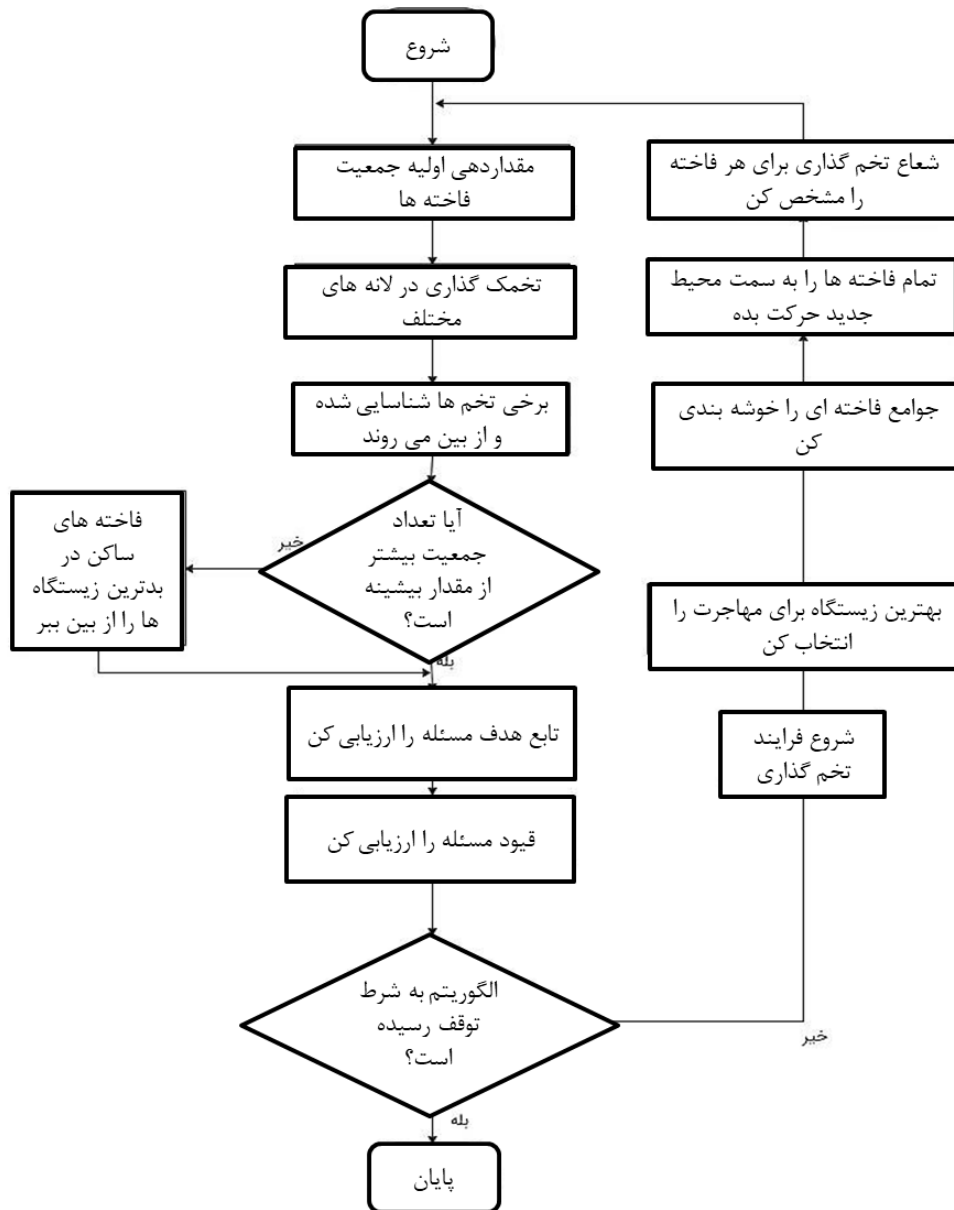 شروع
مقداردهی اولیه جمعیت
فاخته ها
تخمک گذاری در لانه های
مختلف
برخی تخم ها شناسایی شده
و از بین می روند
آیا تعداد
جمعیت بیشتر
از مقدار بیشینه
است؟
خیر
فاخته های
ساکن در
بدترین زیستگاه
ها را از بین ببر
بله
تابع هدف مسئله را ارزیابی کن
قیود مسئله را ارزیابی کن
الگوریتم به شرط
توقف رسیده
است؟
خیر
بله
پایان
شروع فرایند
تخم گذاری
بهترین زیستگاه برای مهاجرت را
انتخاب کن
جوامع فاخته ای را خوشه بندی
کن
تمام فاخته ها را به سمت محیط
جدید حرکت بده
شعاع تخم گذاری برای هر فاخته
را مشخص کن